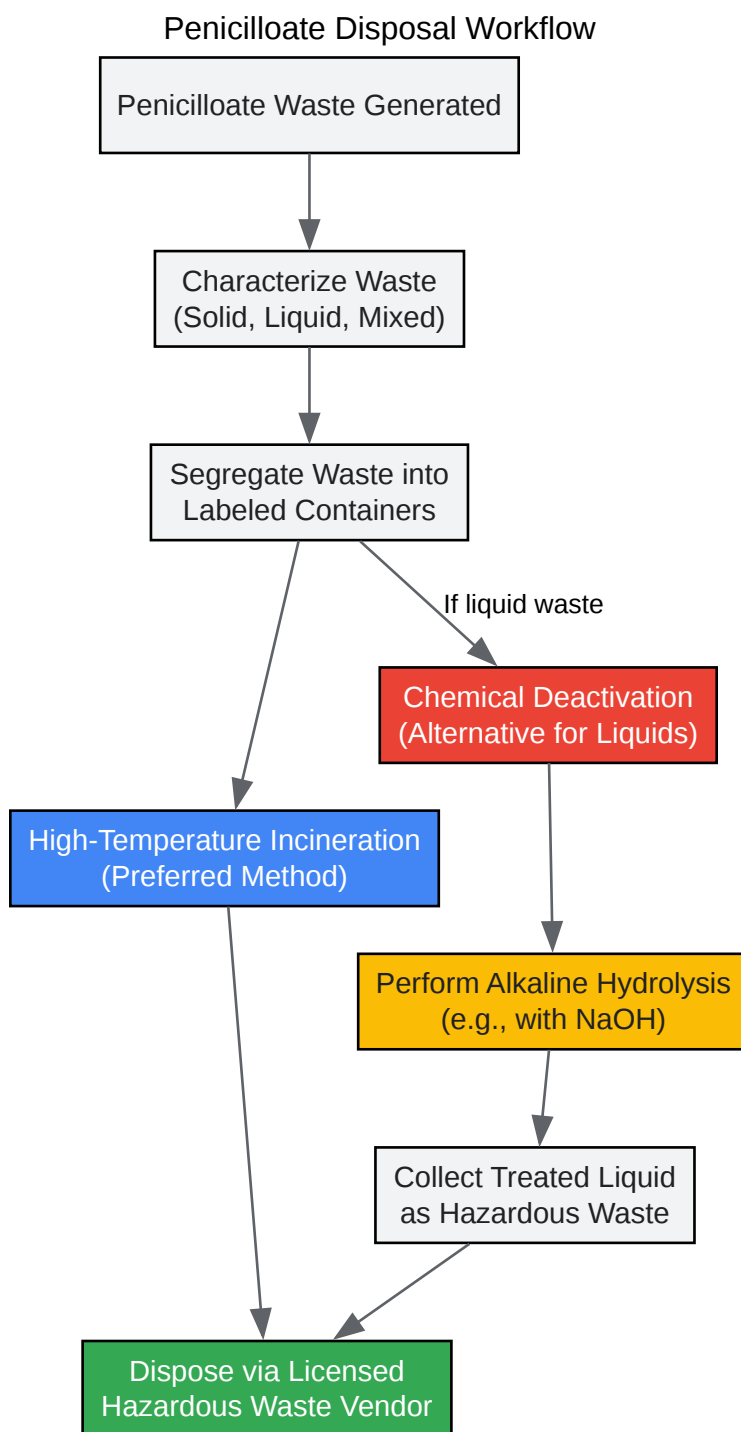 Penicilloate Disposal Workflow
Penicilloate Waste Generated
Characterize Waste
(Solid, Liquid, Mixed)
Segregate Waste into
Labeled Containers
If liquid waste
Chemical Deactivation
(Alternative for Liquids)
High-Temperature Incineration
(Preferred Method)
Perform Alkaline Hydrolysis
(e.g., with NaOH)
Collect Treated Liquid
as Hazardous Waste
Dispose via Licensed
Hazardous Waste Vendor